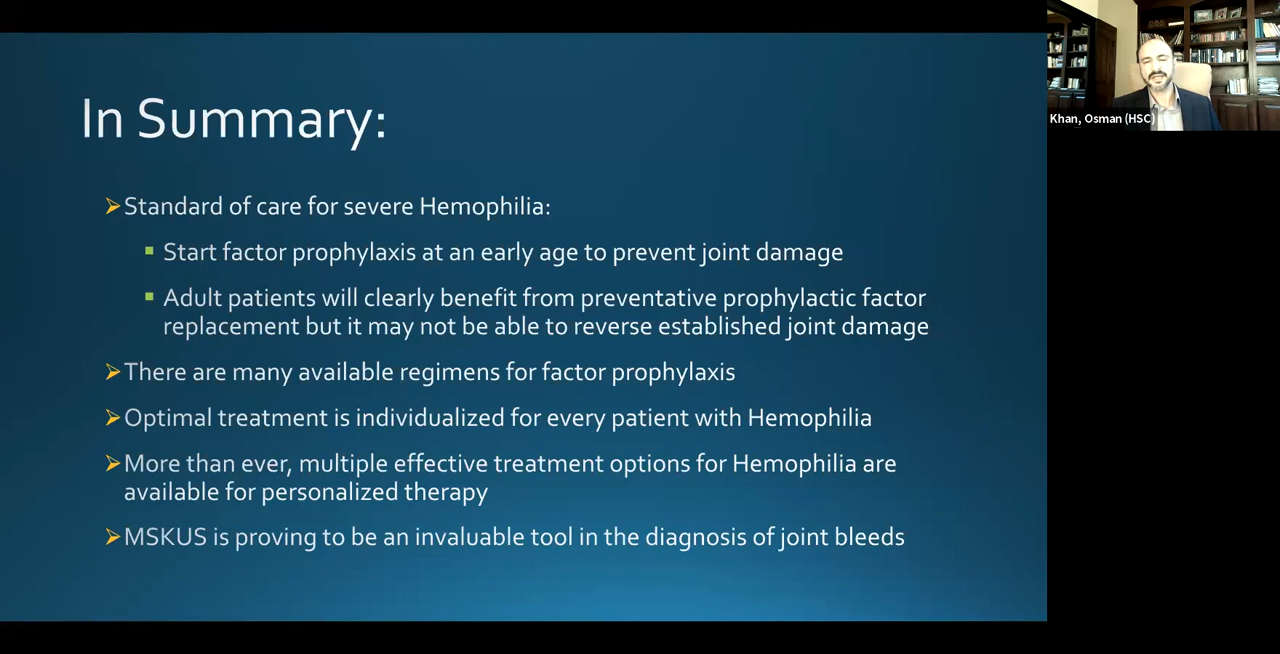 In Summary:
Standard of care for severe Hemophilia:
Start factor prophylaxis at an early age to prevent joint damage
Adult patients will clearly benefit from preventative prophylactic factor
replacement but it may not be able to reverse established joint damage
There are many available regimens for factor prophylaxis
Optimal treatment is individualized for every patient with Hemophilia
More than ever, multiple effective treatment options for Hemophilia are
available for personalized therapy
MSKUS is proving to be an invaluable tool in the diagnosis of joint bleeds
Khan, Osman (HSC)